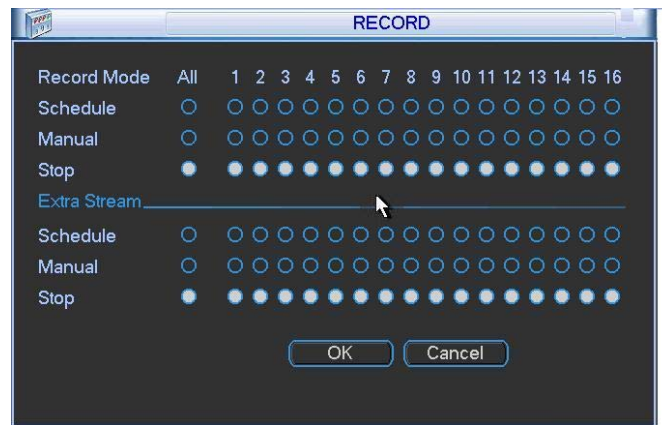 RECORD
Record Mode All 1 2 3 4 5 6 7 8 9 10 11 12 13 14 15 16
Schedule
Manual
Stop
Extra Stream
Schedule
Manual
Stop
OK Cancel